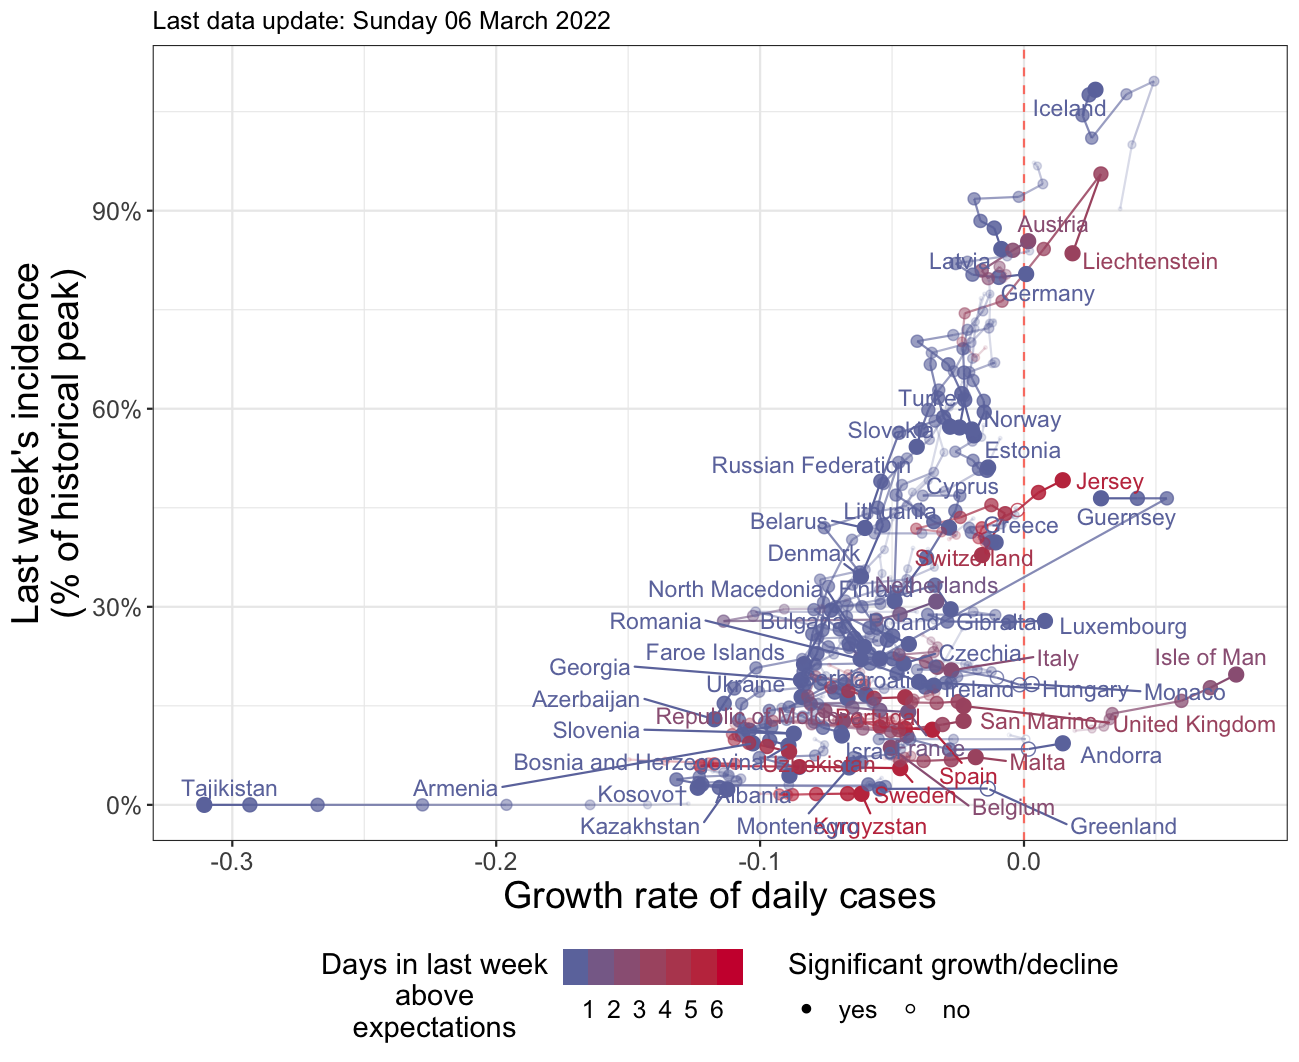 Last data update: Sunday 06 March 2022
Last week's incidence
(% of historical peak)
90%
60%
30%
0%
Iceland
Austria
Latvia
Liechtenstein
Germany
Norway
Slovakia
Estonia
Russian Federation
Cyprus
Jersey
Lithuania
Guernsey
Belarus
Greece
Denmark
Switzerland
North Macedonia
Finland
Netherlands
Romania
Bulgaria
Poland
Gibraltar
Luxembourg
Faroe Islands
Czechia
Italy
Isle of Man
Georgia
Ukraine
Croatia
Ireland
Hungary
Monaco
Azerbaijan
Republic of Moldova
Portugal
San Marino
United Kingdom
Slovenia
Israel
France
Andorra
Bosnia and Herzegovina
Uzbekistan
Malta
Spain
Tajikistan
Armenia
Kosovo†
Albania
Sweden
Belgium
Kazakhstan
Montenegro
Kyrgyzstan
Greenland
-0.3
-0.2
-0.1
0.0
Growth rate of daily cases
Days in last week
above
expectations
1 2 3 4 5 6
Significant growth/decline
yes
no